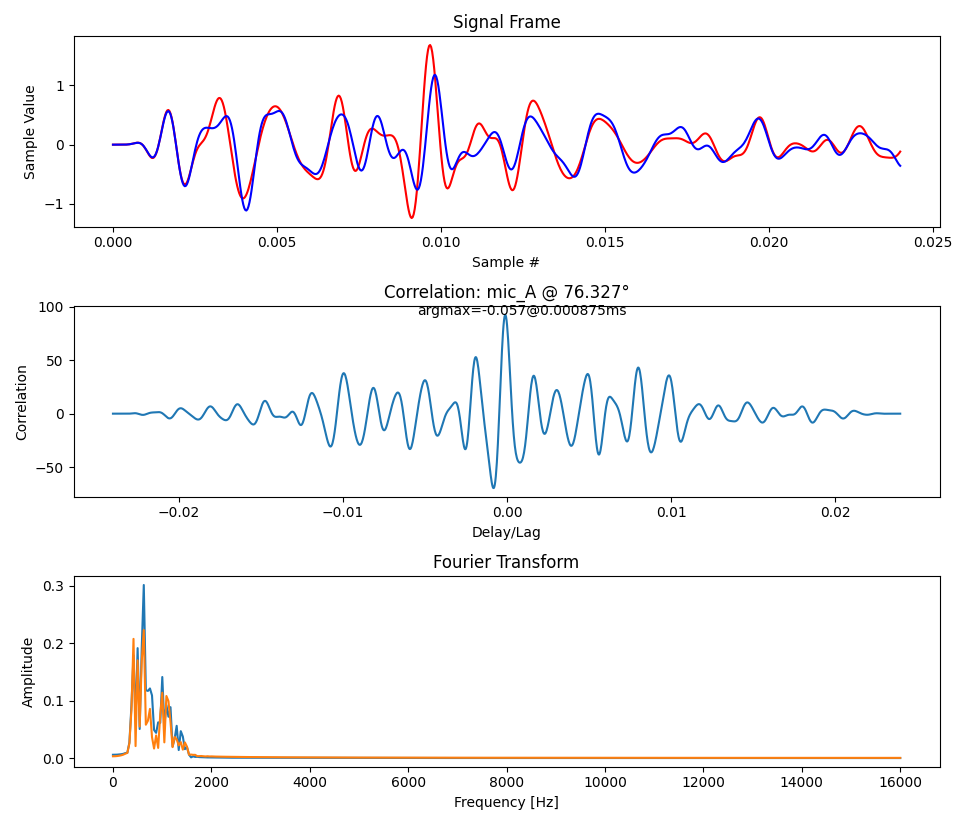 Signal Frame
Sample Value
1
0
−1
0.000 0.005 0.010 0.015 0.020 0.025
Sample #
Correlation: mic_A @ 76.327°
argmax=-0.057@0.000875ms
Correlation
100
50
0
−50
−0.02 −0.01 0.00 0.01 0.02
Delay/Lag
Fourier Transform
Amplitude
0.3
0.2
0.1
0.0
0 2000 4000 6000 8000 10000 12000 14000 16000
Frequency [Hz]